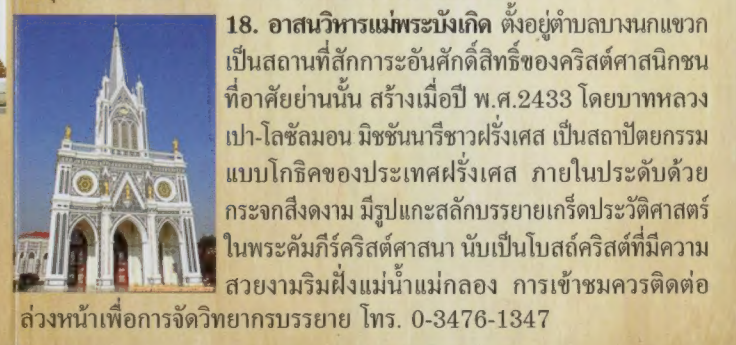 18. อาสนวิหารแม่พระบังเกิด ตั้งอยู่ตำบลบางนกแขวก
เป็นสถานที่สักการะอันศักดิ์สิทธิ์ของคริสต์ศาสนิกชน
ที่อาศัยย่านนั้น สร้างเมื่อปี พ.ศ.2433 โดยบาทหลวง
เปา-โลซัลมอน มิชชันนารีชาวฝรั่งเศส เป็นสถาปัตยกรรม
แบบโกธิคของประเทศฝรั่งเศส ภายในประดับด้วย
กระจกสีงดงาม มีรูปแกะสลักบรรยายเกร็ดประวัติศาสตร์
ในพระคัมภีร์คริสต์ศาสนา นับเป็นโบสถ์คริสต์ที่มีความ
สวยงามริมฝั่งแม่น้ำแม่กลอง การเข้าชมควรติดต่อ
ล่วงหน้าเพื่อการจัดวิทยากรบรรยาย โทร. 0-3476-1347